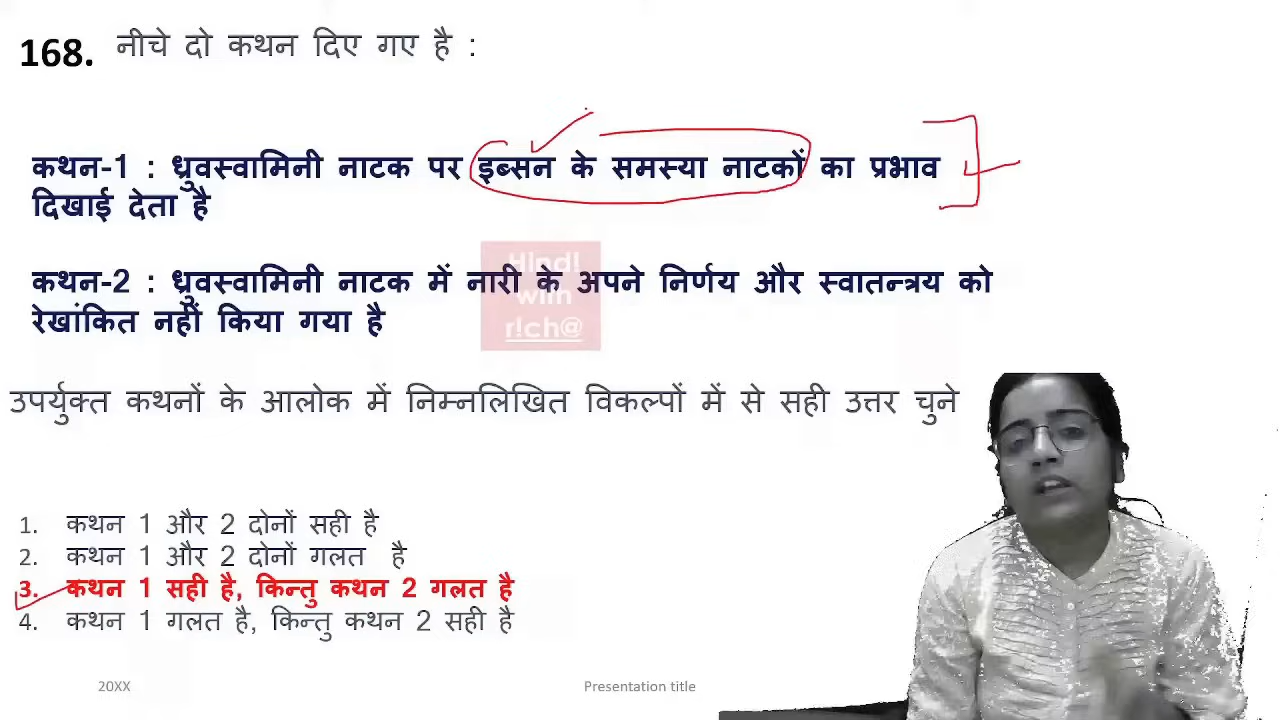 168. नीचे दो कथन दिए गए है :
कथन-1 : ध्रुवस्वामिनी नाटक पर इब्सन के समस्या नाटकों का प्रभाव
दिखाई देता है
कथन-2 : ध्रुवस्वामिनी नाटक में नारी के अपने निर्णय और स्वातन्त्रय को
रेखांकित नहीं किया गया है
Hindi
with
r!ch@
उपर्युक्त कथनों के आलोक में निम्नलिखित विकल्पों में से सही उत्तर चुने
1. कथन 1 और 2 दोनों सही है
2. कथन 1 और 2 दोनों गलत है
3. कथन 1 सही है, किन्तु कथन 2 गलत है
4. कथन 1 गलत है, किन्तु कथन 2 सही है
20XX
Presentation title